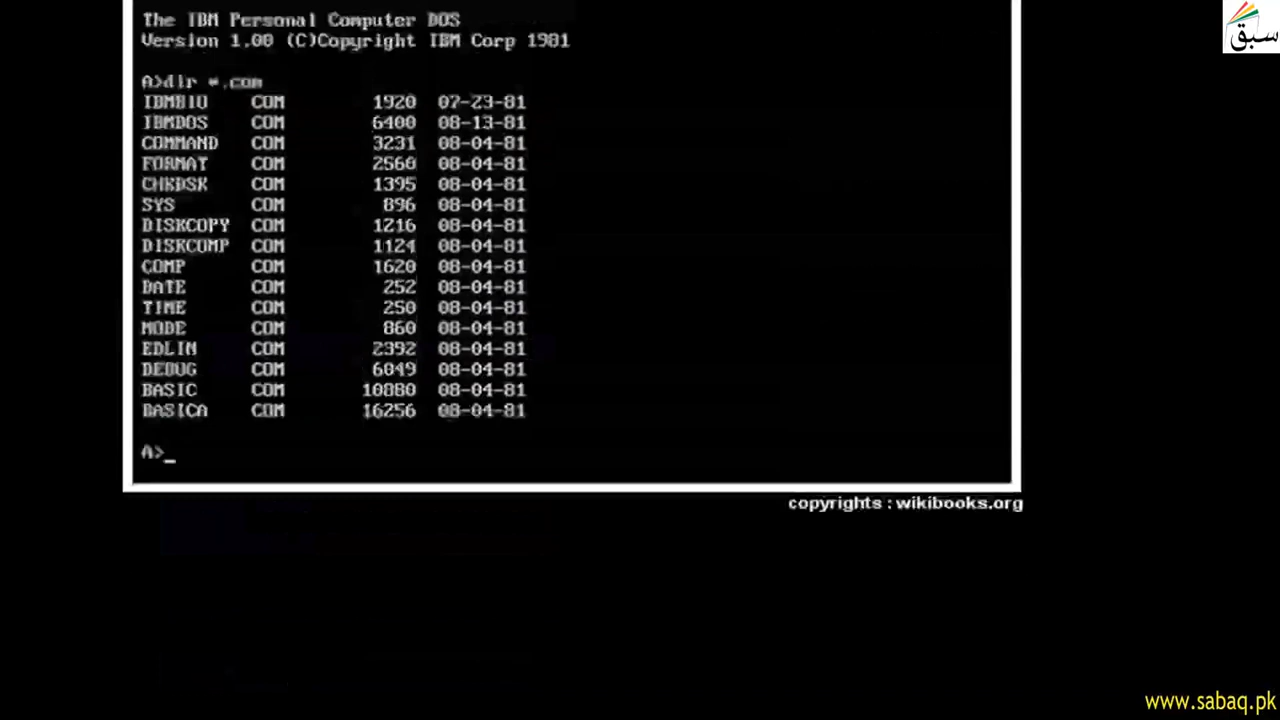 The IBM Personal Computer DOS
Version 1.00 (C)Copyright IBM Corp 1981
A>dir *.com
IBMBIO COM 1920 07-23-81
IBMDOS COM 6400 08-13-81
COMMAND COM 3231 08-04-81
FORMAT COM 2560 08-04-81
CHKDSK COM 1395 08-04-81
SYS COM 896 08-04-81
DISKCOPY COM 1216 08-04-81
DISKCOMP COM 1124 08-04-81
COMP COM 1620 08-04-81
DATE COM 252 08-04-81
TIME COM 250 08-04-81
MODE COM 860 08-04-81
EDLIN COM 2392 08-04-81
DEBUG COM 6049 08-04-81
BASIC COM 10880 08-04-81
BASICA COM 16256 08-04-81
A>_
copyrights : wikibooks.org
سبق
www.sabaq.pk